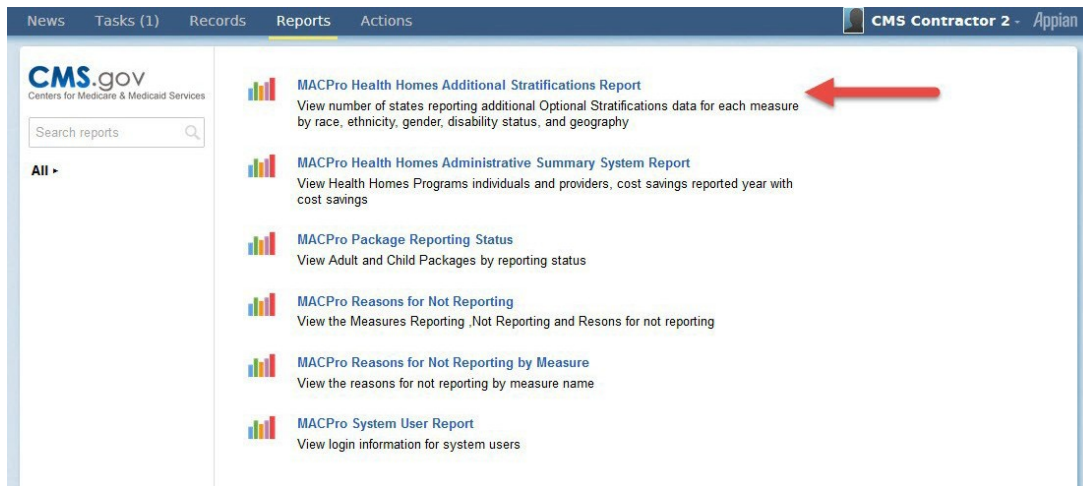 News Tasks (1) Records Reports Actions CMS Contractor 2 - Appian
CMS.gov
Centers for Medicare & Medicaid Services
Search reports
All ▸
MACPro Health Homes Additional Stratifications Report
View number of states reporting additional Optional Stratifications data for each measure
by race, ethnicity, gender, disability status, and geography
MACPro Health Homes Administrative Summary System Report
View Health Homes Programs individuals and providers, cost savings reported year with
cost savings
MACPro Package Reporting Status
View Adult and Child Packages by reporting status
MACPro Reasons for Not Reporting
View the Measures Reporting ,Not Reporting and Resons for not reporting
MACPro Reasons for Not Reporting by Measure
View the reasons for not reporting by measure name
MACPro System User Report
View login information for system users